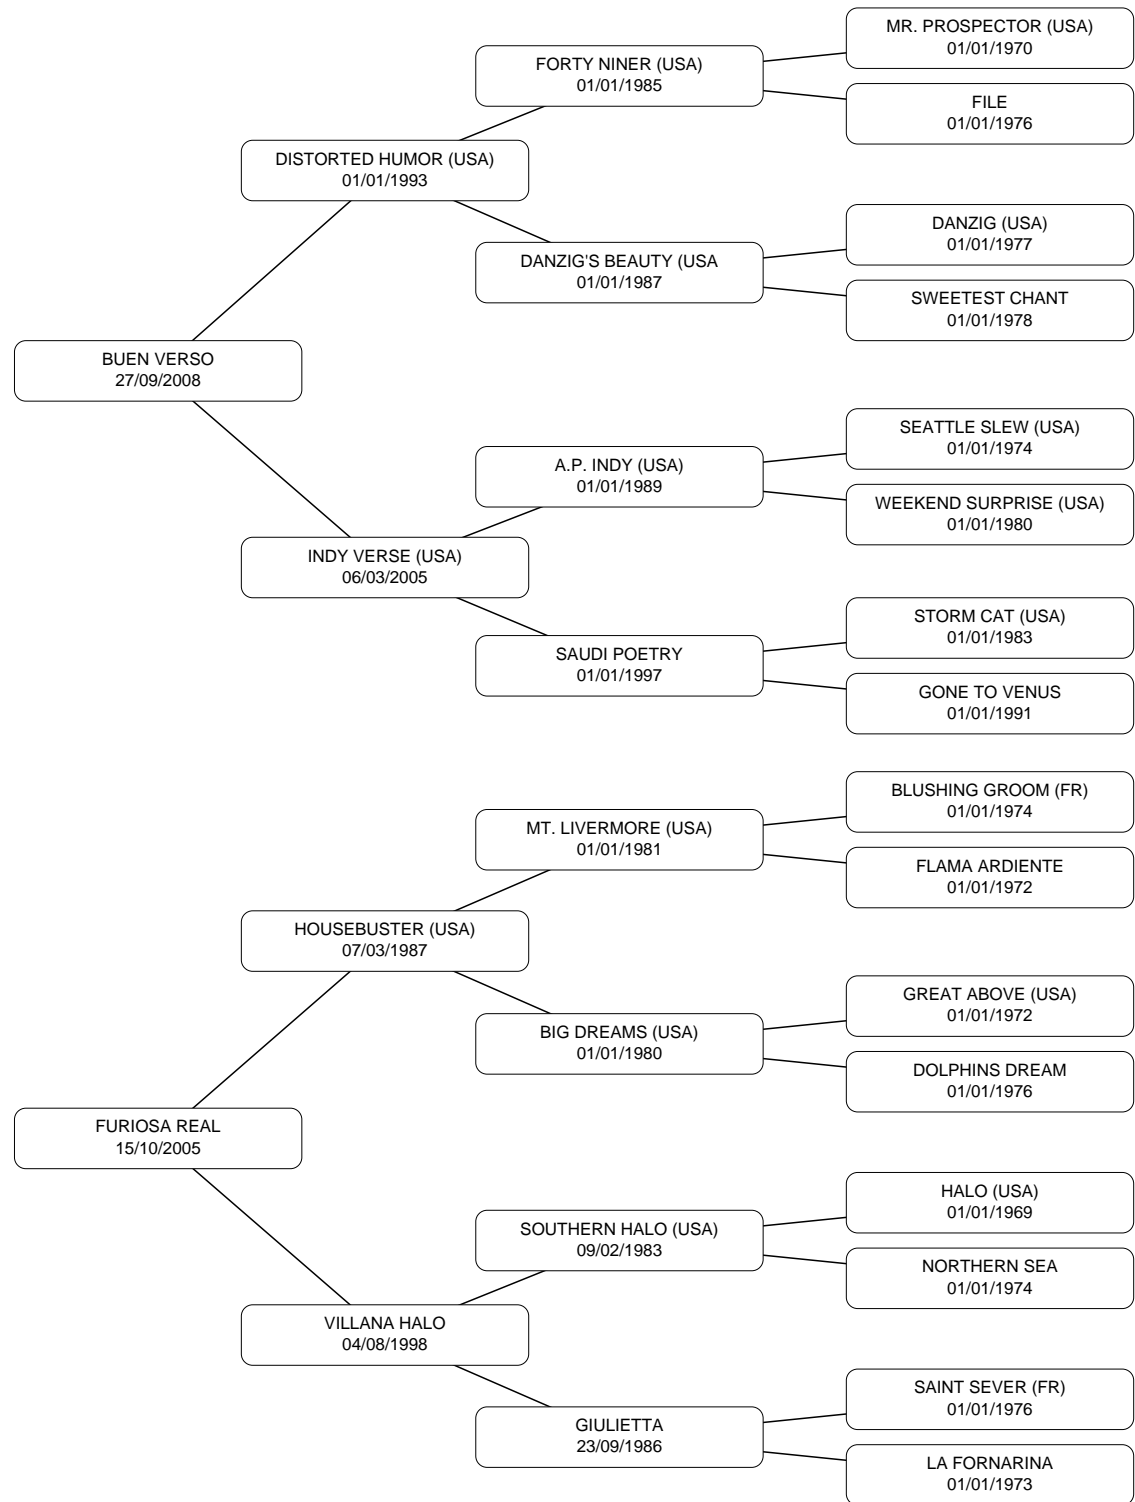 MR. PROSPECTOR (USA)
01/01/1970
FORTY NINER (USA)
01/01/1985
FILE
01/01/1976
DISTORTED HUMOR (USA)
01/01/1993
DANZIG (USA)
01/01/1977
DANZIG'S BEAUTY (USA
01/01/1987
SWEETEST CHANT
01/01/1978
BUEN VERSO
27/09/2008
SEATTLE SLEW (USA)
01/01/1974
A.P. INDY (USA)
01/01/1989
WEEKEND SURPRISE (USA)
01/01/1980
INDY VERSE (USA)
06/03/2005
STORM CAT (USA)
01/01/1983
SAUDI POETRY
01/01/1997
GONE TO VENUS
01/01/1991
BLUSHING GROOM (FR)
01/01/1974
MT. LIVERMORE (USA)
01/01/1981
FLAMA ARDIENTE
01/01/1972
HOUSEBUSTER (USA)
07/03/1987
GREAT ABOVE (USA)
01/01/1972
BIG DREAMS (USA)
01/01/1980
DOLPHINS DREAM
01/01/1976
FURIOSA REAL
15/10/2005
HALO (USA)
01/01/1969
SOUTHERN HALO (USA)
09/02/1983
NORTHERN SEA
01/01/1974
VILLANA HALO
04/08/1998
SAINT SEVER (FR)
01/01/1976
GIULIETTA
23/09/1986
LA FORNARINA
01/01/1973